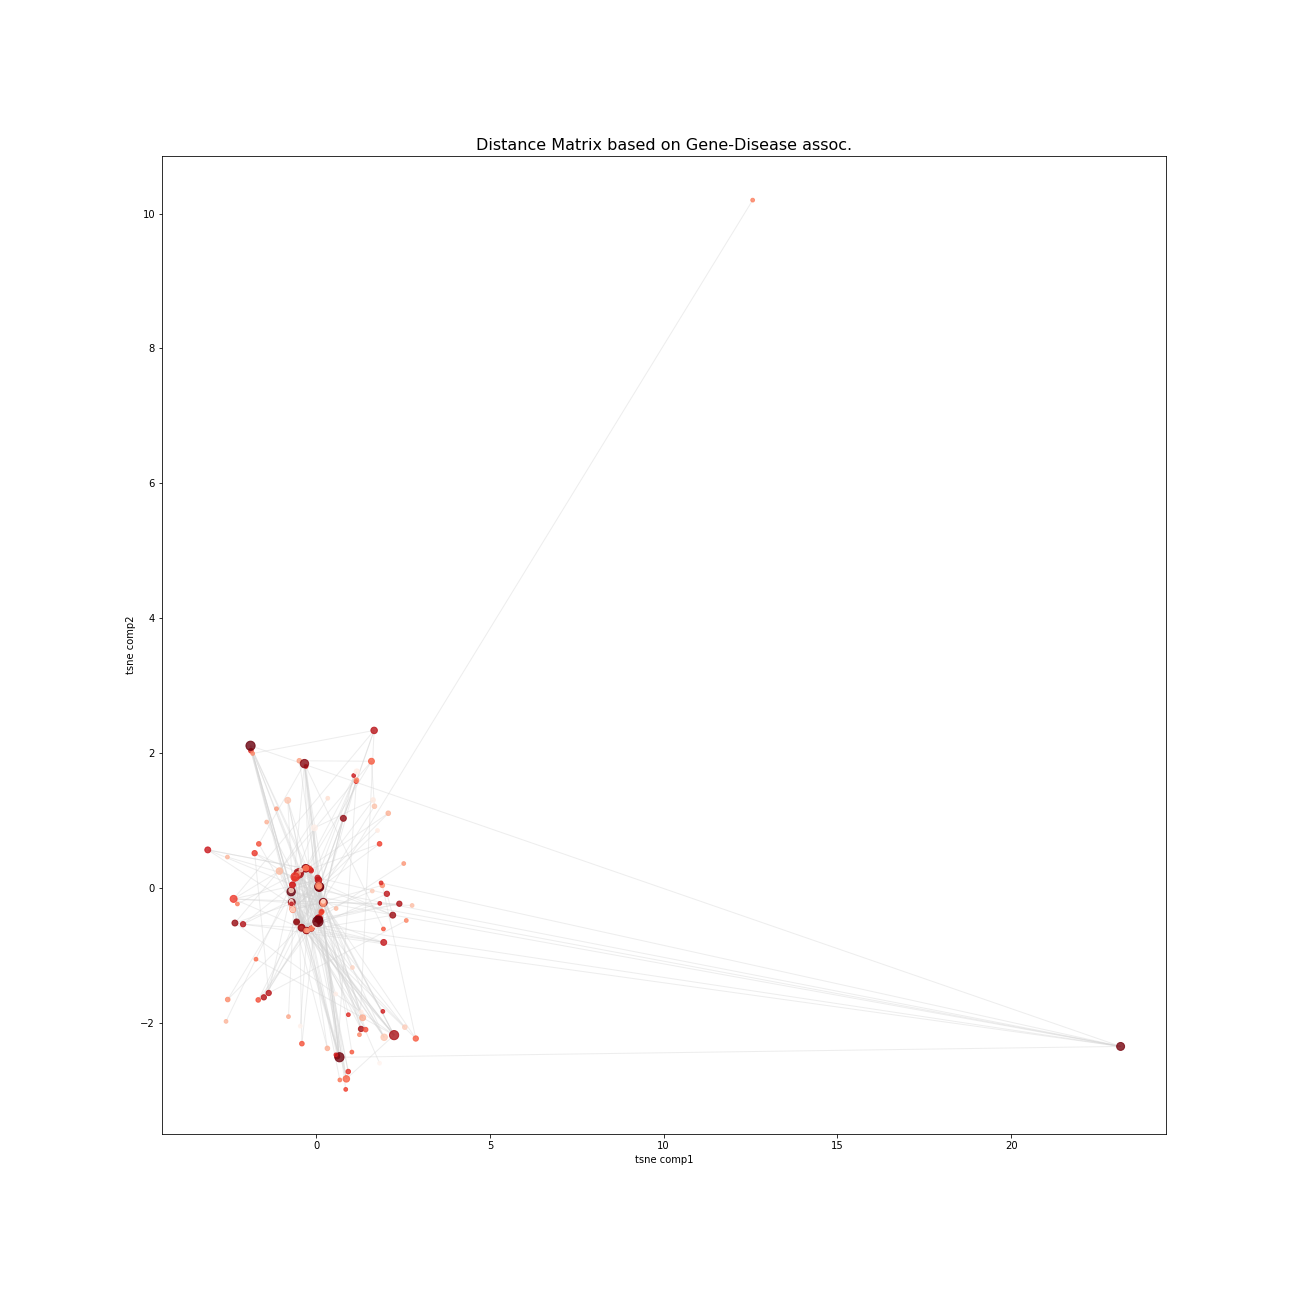 Distance Matrix based on Gene-Disease assoc.
10
8
6
4
2
0
−2
tsne comp2
0 5 10 15 20
tsne comp1